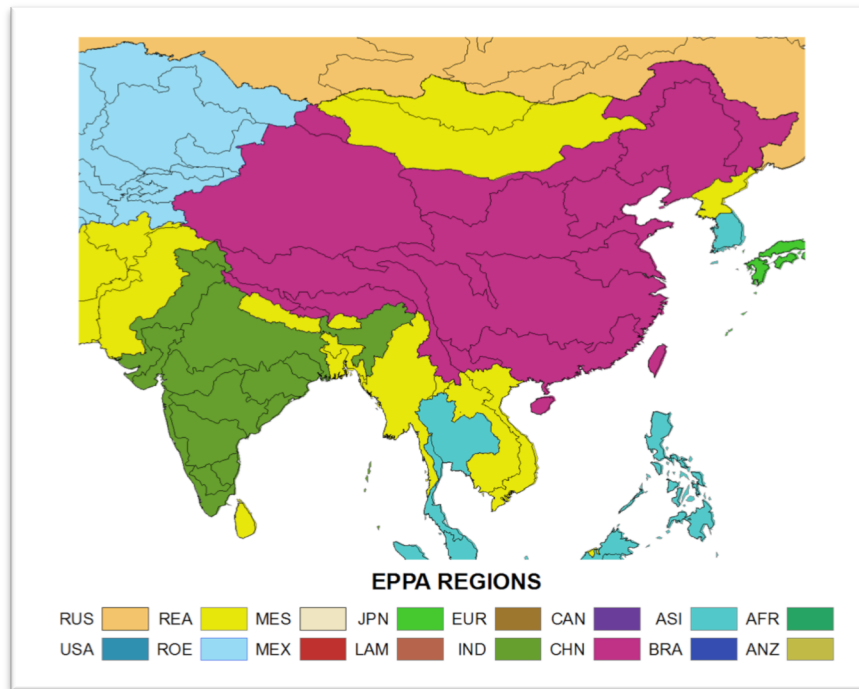 EPPA REGIONS
RUS REA MES JPN EUR CAN ASI AFR
USA ROE MEX LAM IND CHN BRA ANZ